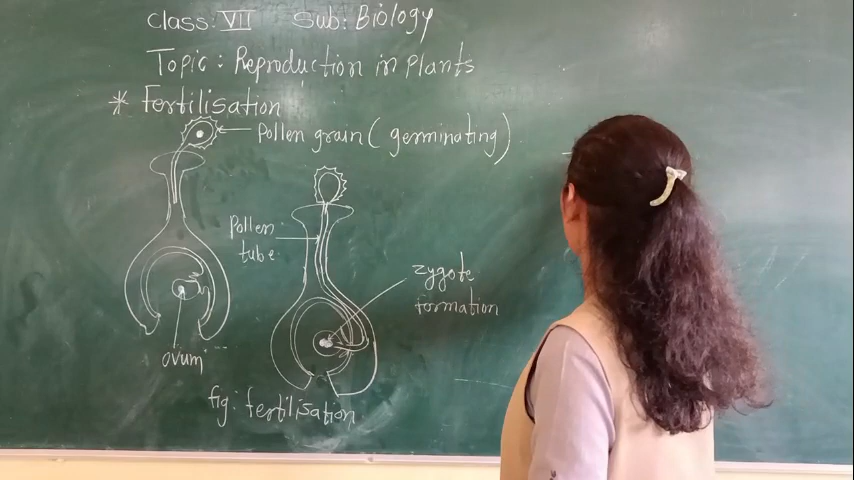 Class: VII Sub: Biology
Topic: Reproduction in Plants
* Fertilisation
Pollen grain (germinating)
Pollen
tube
zygote
formation
ovum
fig: fertilisation